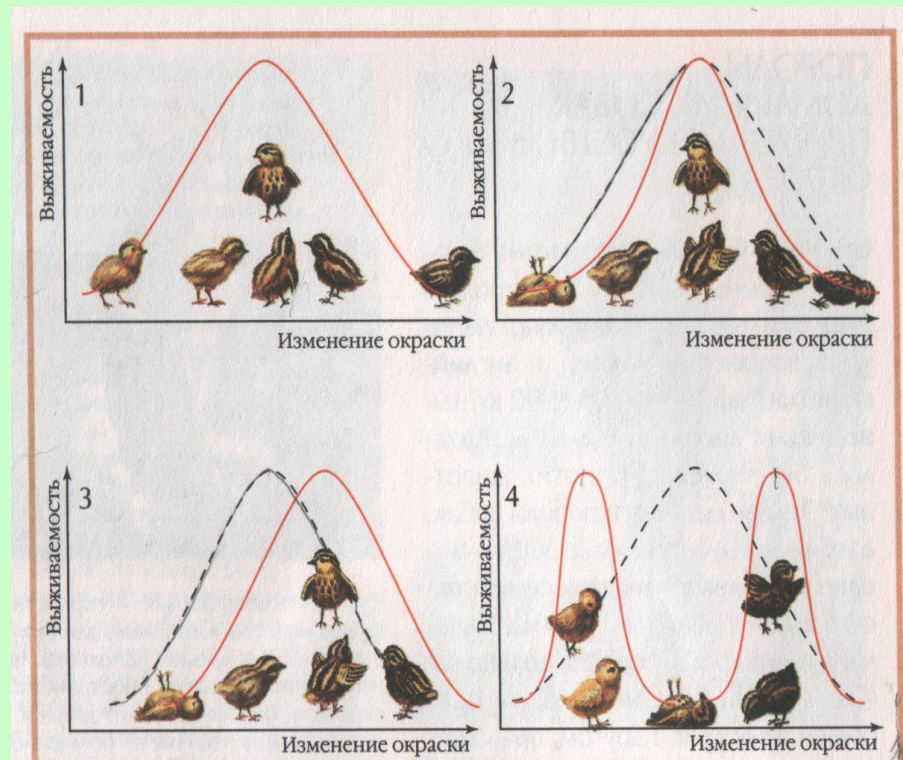 1
Выживаемость
Изменение окраски
2
Выживаемость
Изменение окраски
3
Выживаемость
Изменение окраски
4
Выживаемость
Изменение окраски